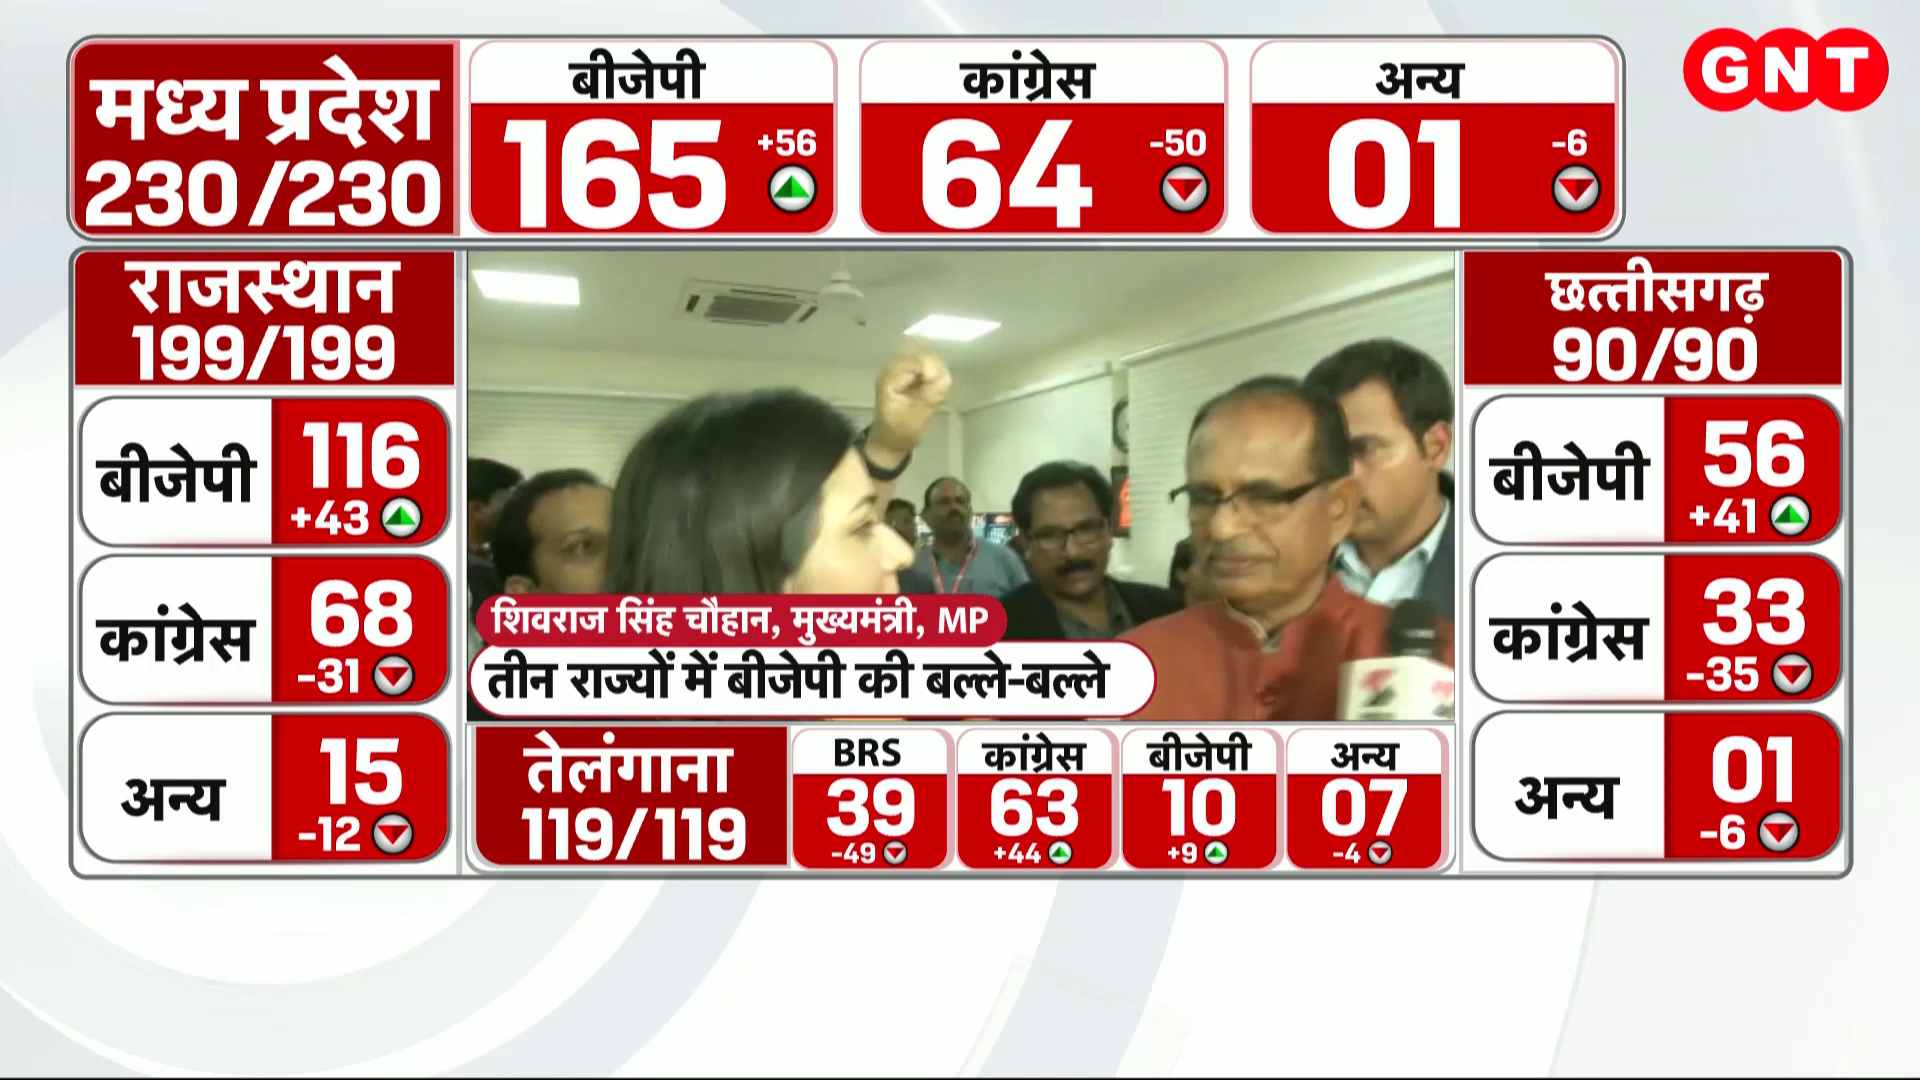 मध्य प्रदेश
230/230
बीजेपी
165
+56
कांग्रेस
64
-50
अन्य
01
-6
GNT
राजस्थान
199/199
बीजेपी
116
+43
कांग्रेस
68
-31
अन्य
15
-12
शिवराज सिंह चौहान, मुख्यमंत्री, MP
तीन राज्यों में बीजेपी की बल्ले-बल्ले
तेलंगाना
119/119
BRS
39
-49
कांग्रेस
63
+44
बीजेपी
10
+9
अन्य
07
-4
छत्तीसगढ़
90/90
बीजेपी
56
+41
कांग्रेस
33
-35
अन्य
01
-6